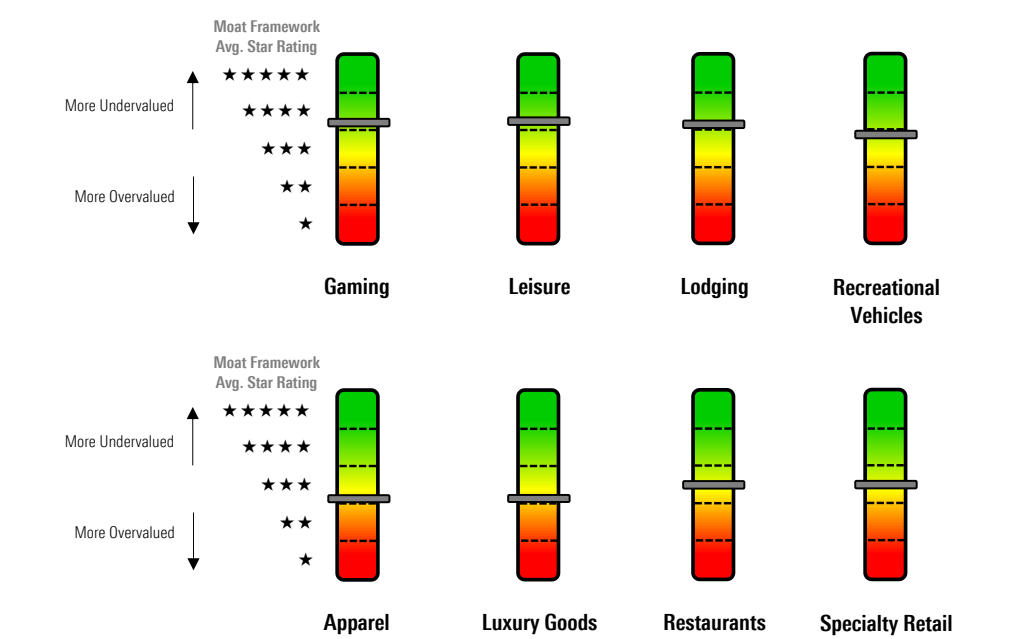 Moat Framework
Avg. Star Rating
★★★★★
More Undervalued
★★★★
★★★
More Overvalued
★★
★
Gaming
Leisure
Lodging
Recreational
Vehicles
Moat Framework
Avg. Star Rating
★★★★★
More Undervalued
★★★★
★★★
More Overvalued
★★
★
Apparel
Luxury Goods
Restaurants
Specialty Retail